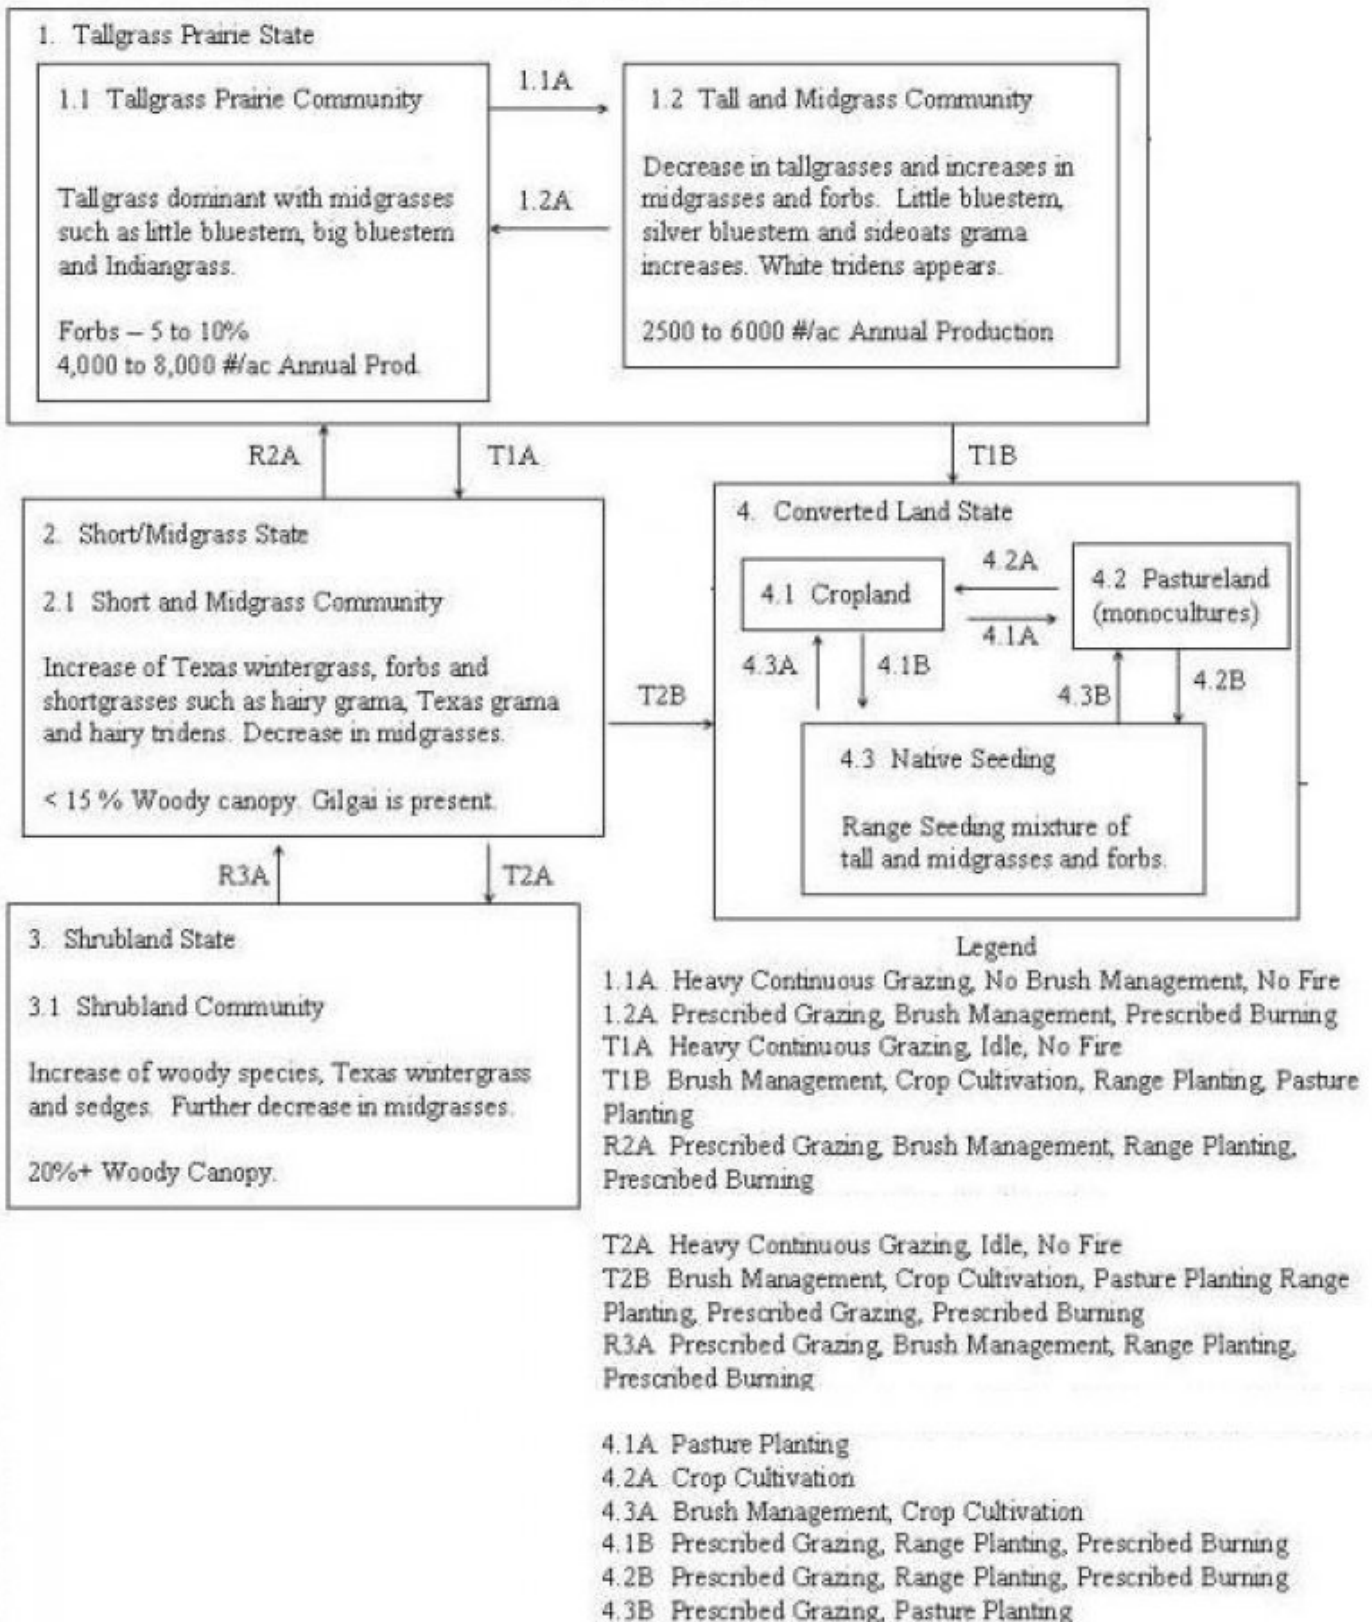 1. Tallgrass Prairie State
1.1 Tallgrass Prairie Community
Tallgrass dominant with midgrasses
such as little bluestem, big bluestem
and Indiangrass.
Forbs – 5 to 10%
4,000 to 8,000 #/ac Annual Prod.
1.1A
1.2A
1.2 Tall and Midgrass Community
Decrease in tallgrasses and increases in
midgrasses and forbs. Little bluestem,
silver bluestem and sideoats grama
increases. White tridens appears.
2500 to 6000 #/ac Annual Production
R2A
T1A
T1B
2. Short/Midgrass State
2.1 Short and Midgrass Community
Increase of Texas wintergrass, forbs and
shortgrasses such as hairy grama, Texas grama
and hairy tridens. Decrease in midgrasses.
< 15 % Woody canopy. Gilgai is present.
T2B
4. Converted Land State
4.1 Cropland
4.2A
4.1A
4.2 Pastureland
(monocultures)
4.3A
4.1B
4.3B
4.2B
4.3 Native Seeding
Range Seeding mixture of
tall and midgrasses and forbs.
R3A
T2A
3. Shrubland State
3.1 Shrubland Community
Increase of woody species, Texas wintergrass
and sedges. Further decrease in midgrasses.
20%+ Woody Canopy.
Legend
1.1A Heavy Continuous Grazing, No Brush Management, No Fire
1.2A Prescribed Grazing, Brush Management, Prescribed Burning
T1A Heavy Continuous Grazing, Idle, No Fire
T1B Brush Management, Crop Cultivation, Range Planting, Pasture
Planting
R2A Prescribed Grazing, Brush Management, Range Planting,
Prescribed Burning
T2A Heavy Continuous Grazing, Idle, No Fire
T2B Brush Management, Crop Cultivation, Pasture Planting Range
Planting, Prescribed Grazing, Prescribed Burning
R3A Prescribed Grazing, Brush Management, Range Planting,
Prescribed Burning
4.1A Pasture Planting
4.2A Crop Cultivation
4.3A Brush Management, Crop Cultivation
4.1B Prescribed Grazing, Range Planting, Prescribed Burning
4.2B Prescribed Grazing, Range Planting, Prescribed Burning
4.3B Prescribed Grazing, Pasture Planting